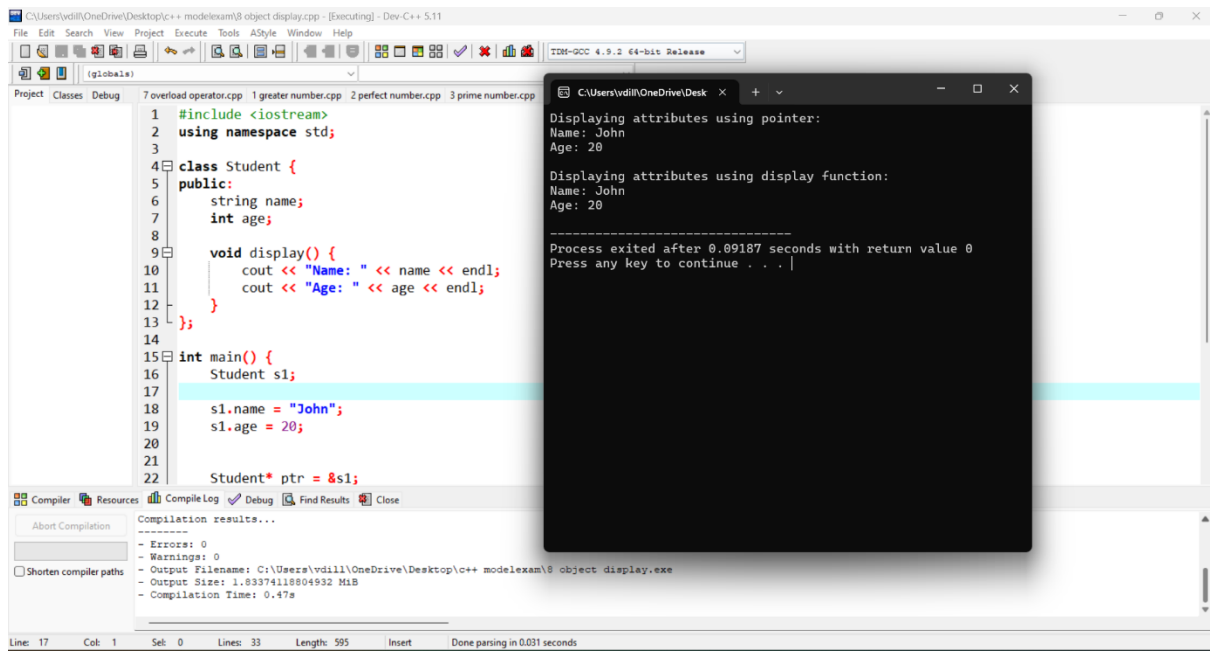 C:\Users\vdill\OneDrive\Desktop\c++ modelexam\8 object display.cpp - [Executing] - Dev-C++ 5.11
File Edit Search View Project Execute Tools AStyle Window Help
TDM-GCC 4.9.2 64-bit Release
(globals)
Project Classes Debug
7 overload operator.cpp 1 greater number.cpp 2 perfect number.cpp 3 prime number.cpp
1 #include <iostream>
2 using namespace std;
3
4 class Student {
5 public:
6 string name;
7 int age;
8
9 void display() {
10 cout << "Name: " << name << endl;
11 cout << "Age: " << age << endl;
12 }
13 };
14
15 int main() {
16 Student s1;
17
18 s1.name = "John";
19 s1.age = 20;
20
21
22 Student* ptr = &s1;
C:\Users\vdill\OneDrive\Desk
Displaying attributes using pointer:
Name: John
Age: 20
Displaying attributes using display function:
Name: John
Age: 20
--------------------------------
Process exited after 0.09187 seconds with return value 0
Press any key to continue . . .
Compiler Resources Compile Log Debug Find Results Close
Abort Compilation
Shorten compiler paths
Compilation results...
--------
- Errors: 0
- Warnings: 0
- Output Filename: C:\Users\vdill\OneDrive\Desktop\c++ modelexam\8 object display.exe
- Output Size: 1.83374118804932 MiB
- Compilation Time: 0.47s
Line: 17 Col: 1 Sel: 0 Lines: 33 Length: 595 Insert Done parsing in 0.031 seconds